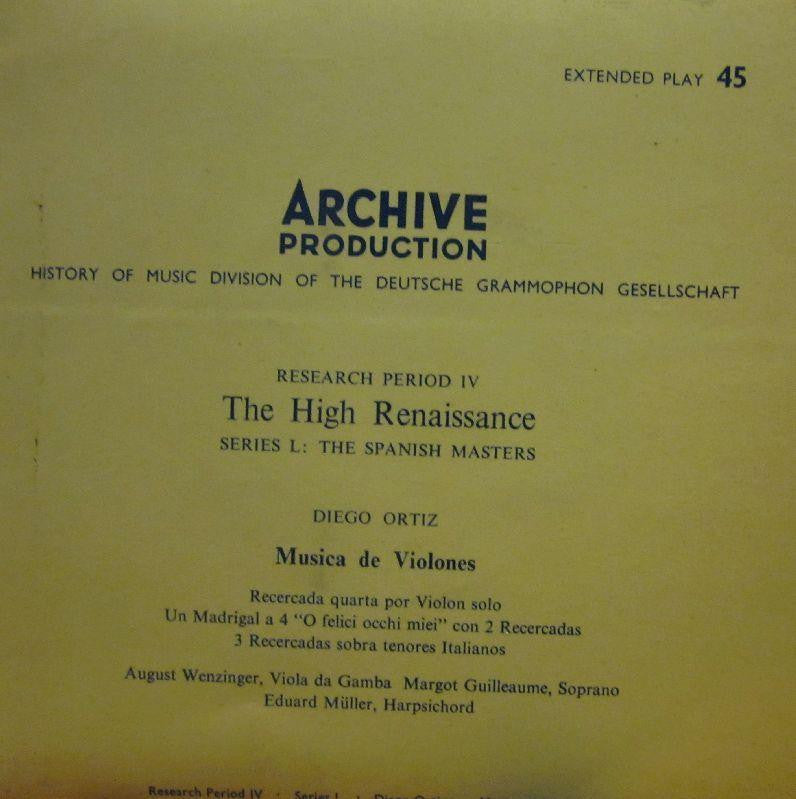 EXTENDED PLAY 45
ARCHIVE
PRODUCTION
HISTORY OF MUSIC DIVISION OF THE DEUTSCHE GRAMMOPHON GESELLSCHAFT
RESEARCH PERIOD IV
The High Renaissance
SERIES L: THE SPANISH MASTERS
DIEGO ORTIZ
Musica de Violones
Recercada quarta por Violon solo
Un Madrigal a 4 "O felici occhi miei" con 2 Recercadas
3 Recercadas sobra tenores Italianos
August Wenzinger, Viola da Gamba Margot Guilleaume, Soprano
Eduard Müller, Harpsichord
Research Period IV · Series L · Diego